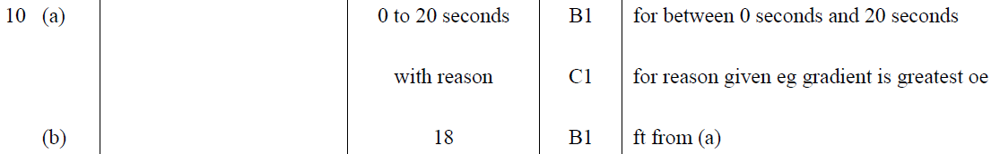 10 (a) 0 to 20 seconds B1 for between 0 seconds and 20 seconds
with reason C1 for reason given eg gradient is greatest oe
(b) 18 B1 ft from (a)